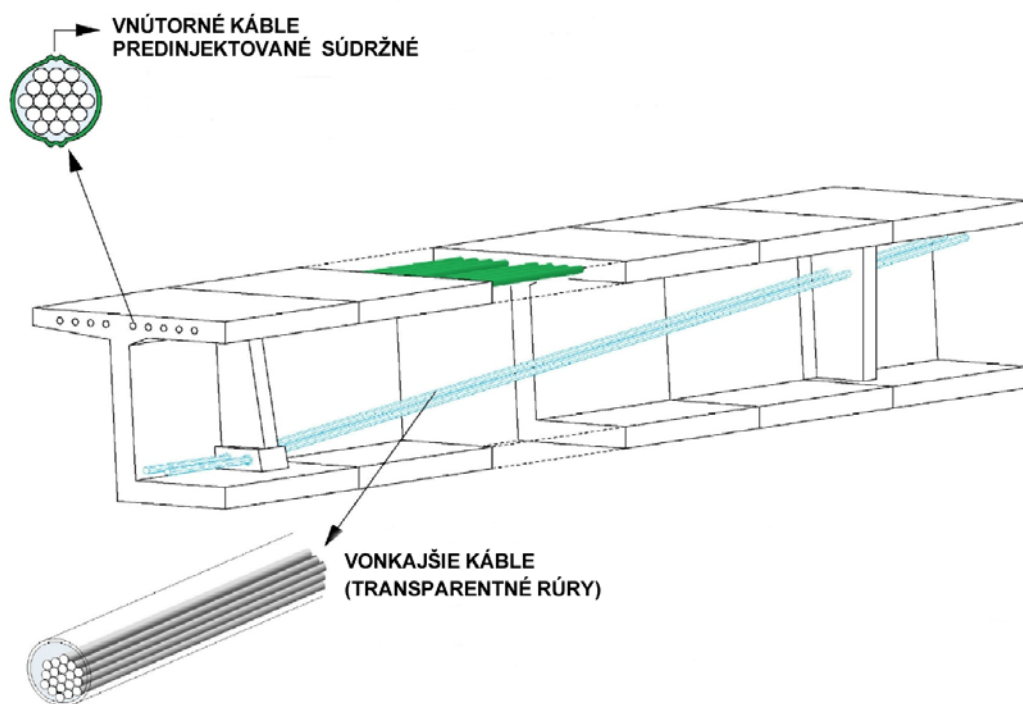 VNÚTORNÉ KÁBLE
PREDINJEKTOVANÉ SÚDRŽNÉ
VONKAJŠIE KÁBLE
(TRANSPARENTNÉ RÚRY)